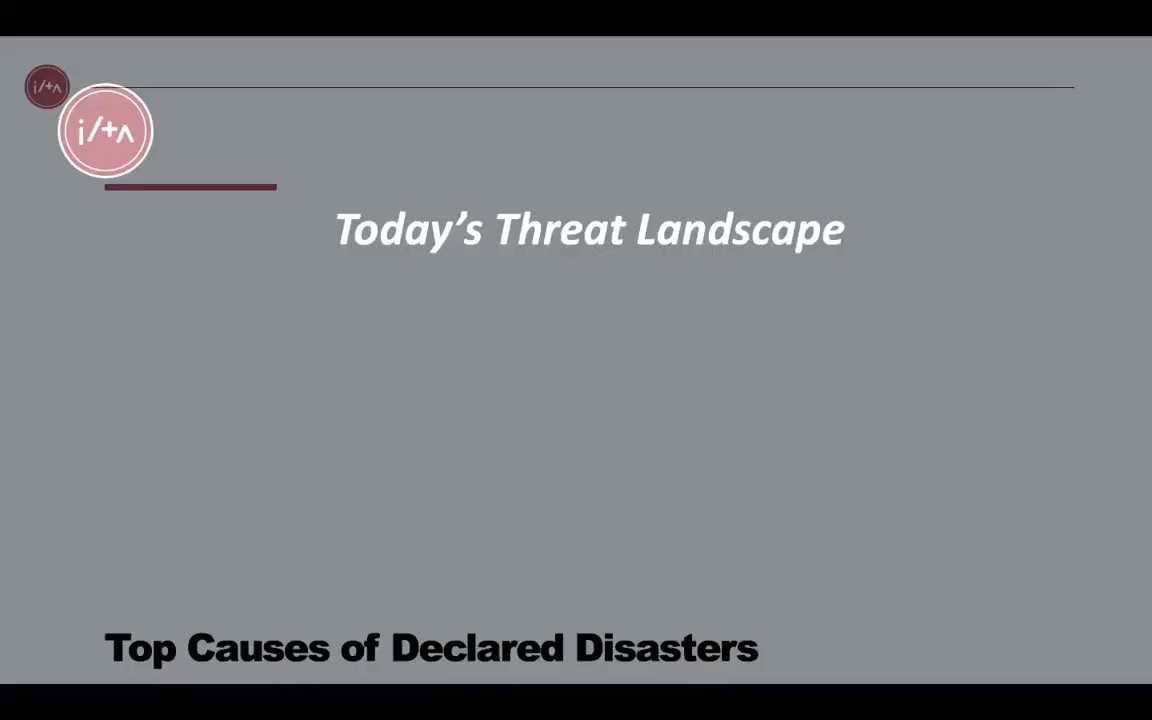 i/+Λ
i/+Λ
Today's Threat Landscape
Top Causes of Declared Disasters